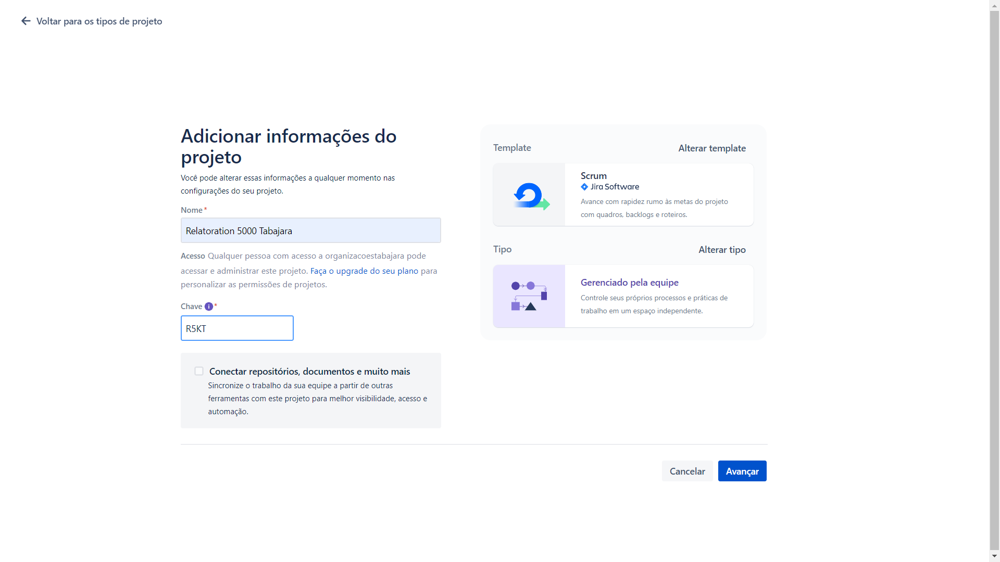 Voltar para os tipos de projeto
Adicionar informações do
projeto
Você pode alterar essas informações a qualquer momento nas
configurações do seu projeto.
Nome*
Relatoration 5000 Tabajara
Acesso Qualquer pessoa com acesso a organizacoestabajara pode
acessar e administrar este projeto. Faça o upgrade do seu plano para
personalizar as permissões de projetos.
Chave i *
R5KT
Conectar repositórios, documentos e muito mais
Sincronize o trabalho da sua equipe a partir de outras
ferramentas com este projeto para melhor visibilidade, acesso e
automação.
Template
Alterar template
Scrum
Jira Software
Avance com rapidez rumo às metas do projeto
com quadros, backlogs e roteiros.
Tipo
Alterar tipo
Gerenciado pela equipe
Controle seus próprios processos e práticas de
trabalho em um espaço independente.
Cancelar
Avançar